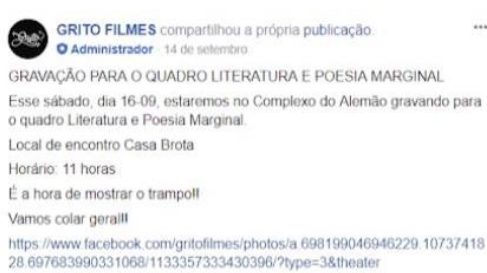 GRITO FILMES compartilhou a própria publicação.
Administrador · 14 de setembro
GRAVAÇÃO PARA O QUADRO LITERATURA E POESIA MARGINAL
Esse sábado, dia 16-09, estaremos no Complexo do Alemão gravando para
o quadro Literatura e Poesia Marginal.
Local de encontro Casa Brota
Horário: 11 horas
É a hora de mostrar o trampo!!
Vamos colar geral!!
https://www.facebook.com/gritofilmes/photos/a.698199046946229.10737418
28.697683990331068/1133357333430396/?type=3&theater